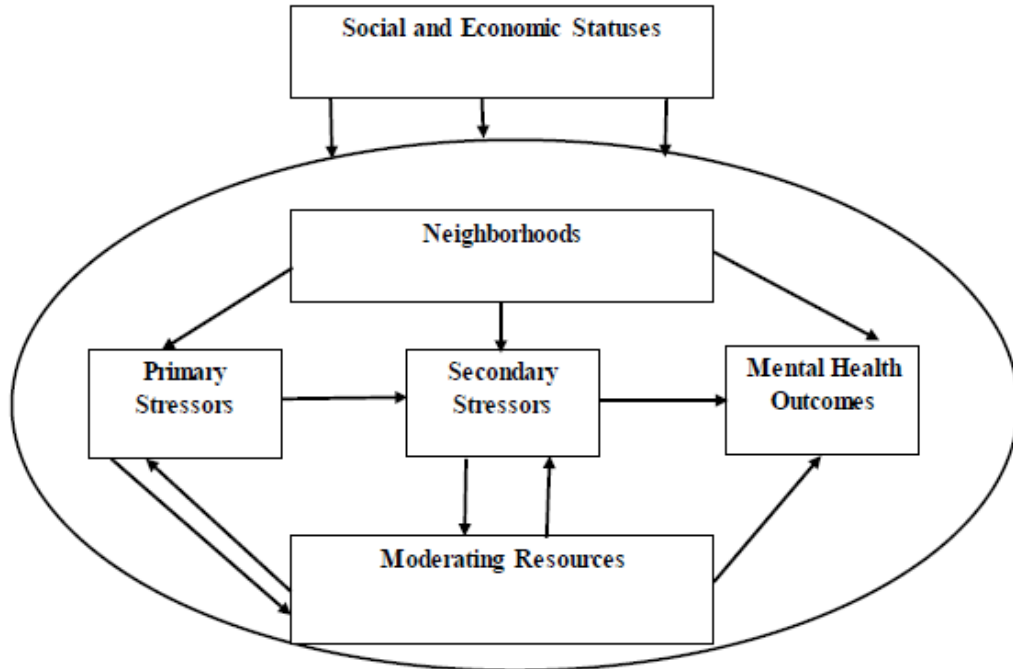 Social and Economic Statuses
Neighborhoods
Primary
Stressors
Secondary
Stressors
Mental Health
Outcomes
Moderating Resources